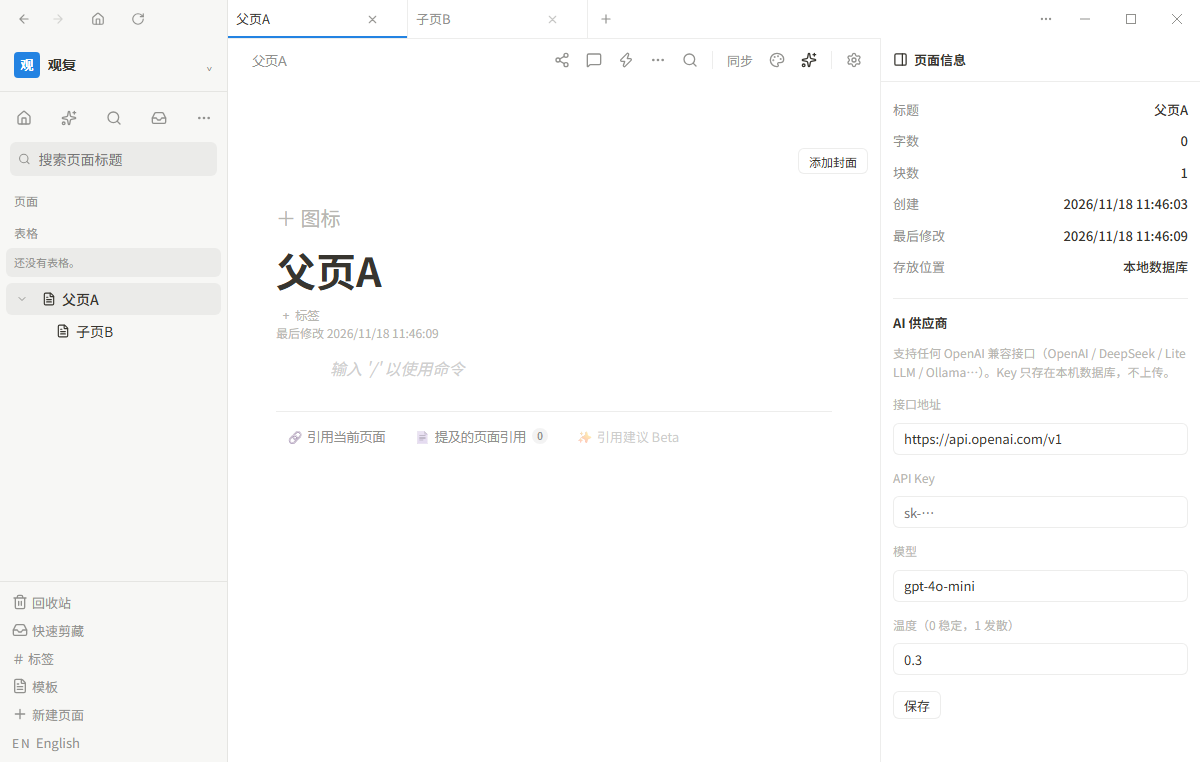 父页A
子页B
观
观复
搜索页面标题
页面
表格
还没有表格。
父页A
子页B
回收站
快速剪藏
# 标签
模板
新建页面
EN English
父页A
同步
添加封面
图标
父页A
+ 标签
最后修改 2026/11/18 11:46:09
输入 '/' 以使用命令
引用当前页面
提及的页面引用 0
引用建议 Beta
页面信息
标题 父页A
字数 0
块数 1
创建 2026/11/18 11:46:03
最后修改 2026/11/18 11:46:09
存放位置 本地数据库
AI 供应商
支持任何 OpenAI 兼容接口（OpenAI / DeepSeek / Lite
LLM / Ollama…）。Key 只存在本机数据库，不上传。
接口地址
https://api.openai.com/v1
API Key
sk-…
模型
gpt-4o-mini
温度（0 稳定，1 发散）
0.3
保存